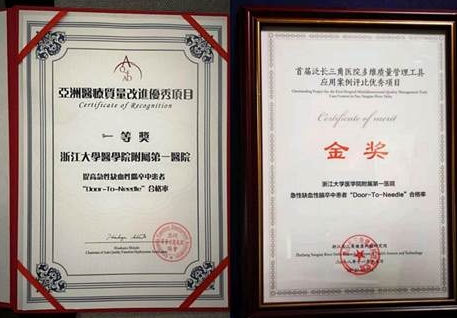 亞洲醫療質量改進優秀項目
Certificate of Recognition
一等獎
浙江大學醫學院附屬第一醫院
提高急性缺血性腦卒中患者
"Door-To-Needle"合格率
首届泛长三角医院多维质量管理工具
应用案例评比优秀项目
Certificate of merit
金奖
浙江大学医学院附属第一医院
急性缺血性脑卒中患者"Door-To-Needle"合格率